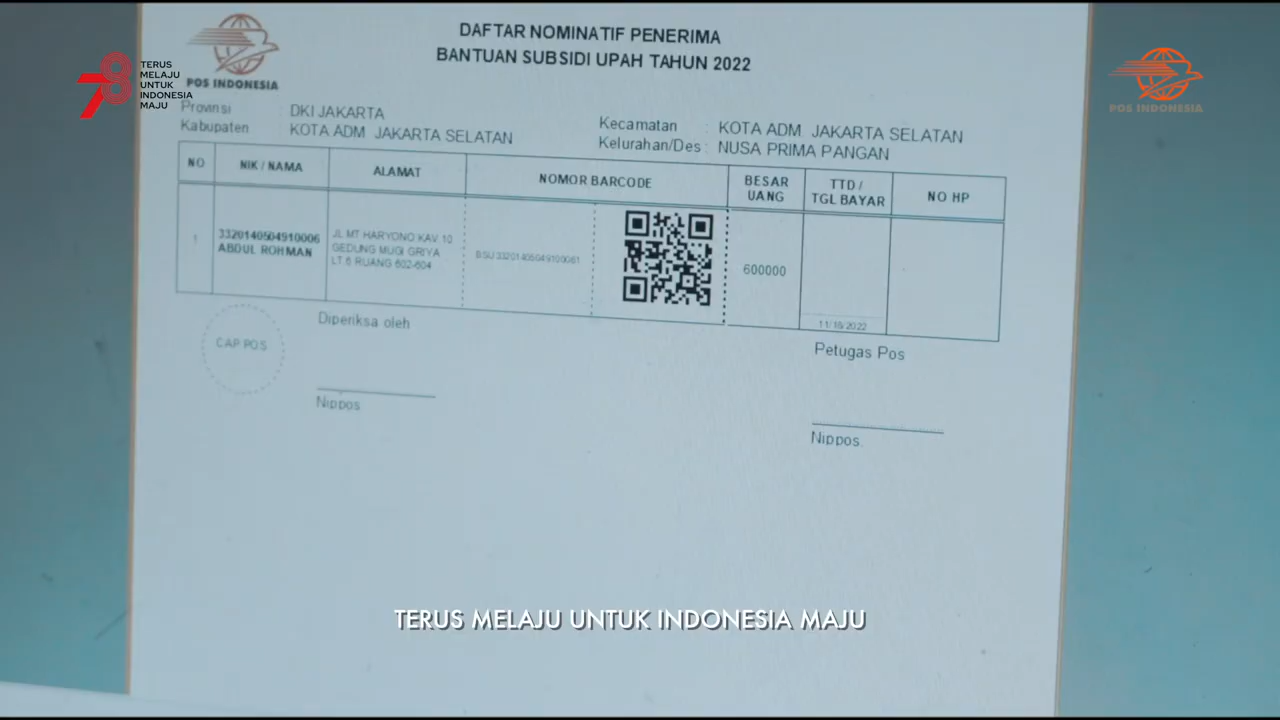 DAFTAR NOMINATIF PENERIMA
BANTUAN SUBSIDI UPAH TAHUN 2022
POS INDONESIA
78
TERUS
MELAJU
UNTUK
INDONESIA
MAJU
POS INDONESIA
Provinsi : DKI JAKARTA
Kabupaten : KOTA ADM JAKARTA SELATAN
Kecamatan : KOTA ADM JAKARTA SELATAN
Kelurahan/Des : NUSA PRIMA PANGAN
NO
NIK / NAMA
ALAMAT
NOMOR BARCODE
BESAR
UANG
TTD /
TGL BAYAR
NO HP
1
3320140504910006
ABDUL ROHMAN
JL MT HARYONO KAV 10
GEDUNG MUGI GRIYA
LT.6 RUANG 602-604
BSU33201405049100061
600000
11/10/2022
CAP POS
Diperiksa oleh
Nippos
Petugas Pos
Nippos.
TERUS MELAJU UNTUK INDONESIA MAJU